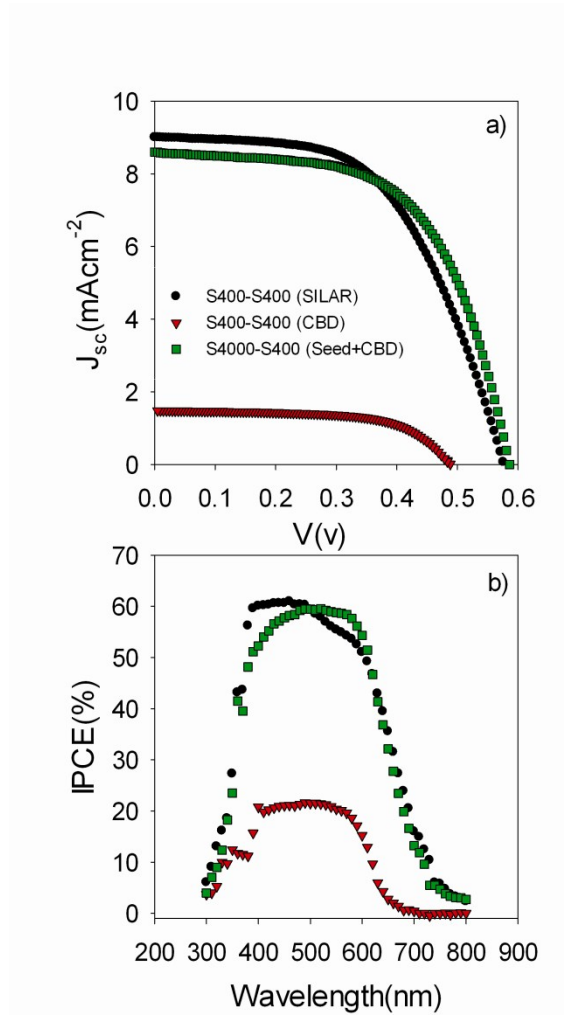 a)
10
8
6
4
2
0
J_sc(mAcm^-2)
S400-S400 (SILAR)
S400-S400 (CBD)
S4000-S400 (Seed+CBD)
0.0 0.1 0.2 0.3 0.4 0.5 0.6
V(v)
b)
70
60
50
40
30
20
10
0
IPCE(%)
200 300 400 500 600 700 800 900
Wavelength(nm)